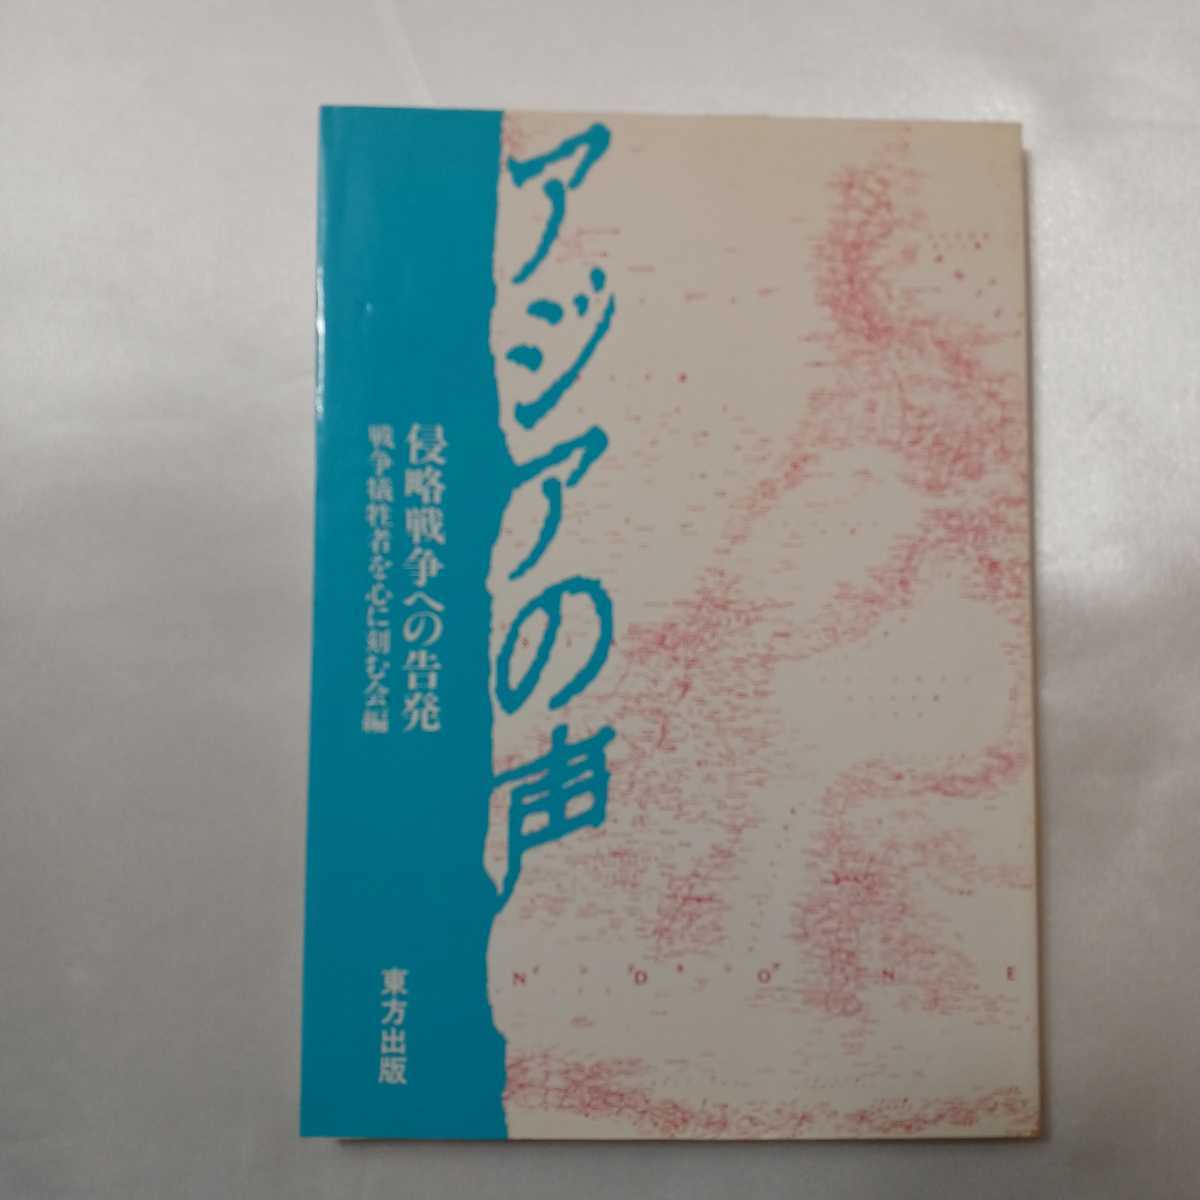 アジアの声
侵略戦争への告発
戦争犠牲者を心に刻む会編
東方出版
N D O N E